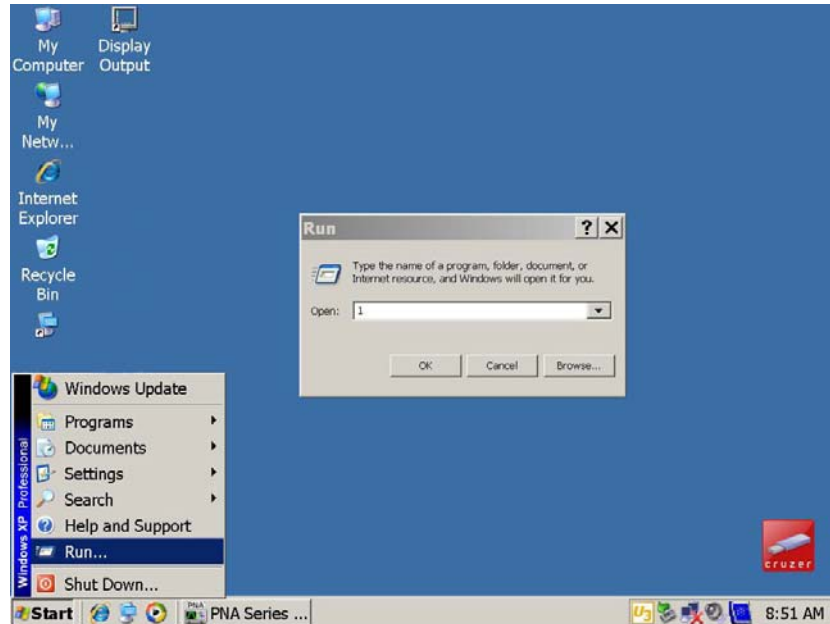 My
Computer
Display
Output
My
Netw...
Internet
Explorer
Recycle
Bin
Run
? X
Type the name of a program, folder, document, or
Internet resource, and Windows will open it for you.
Open: 1
OK Cancel Browse...
Windows XP Professional
Windows Update
Programs
Documents
Settings
Search
Help and Support
Run...
Shut Down...
cruzer
Start PNA PNA Series ... U3 8:51 AM